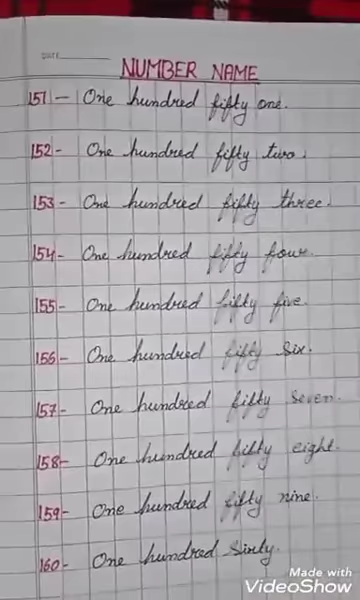 DATE
NUMBER NAME
151- One hundred fifty one.
152- One hundred fifty two.
153- One hundred fifty three.
154- One hundred fifty four.
155- One hundred fifty five.
156- One hundred fifty six.
157- One hundred fifty seven.
158- One hundred fifty eight.
159- One hundred fifty nine.
160- One hundred Sixty.
Made with
VideoShow